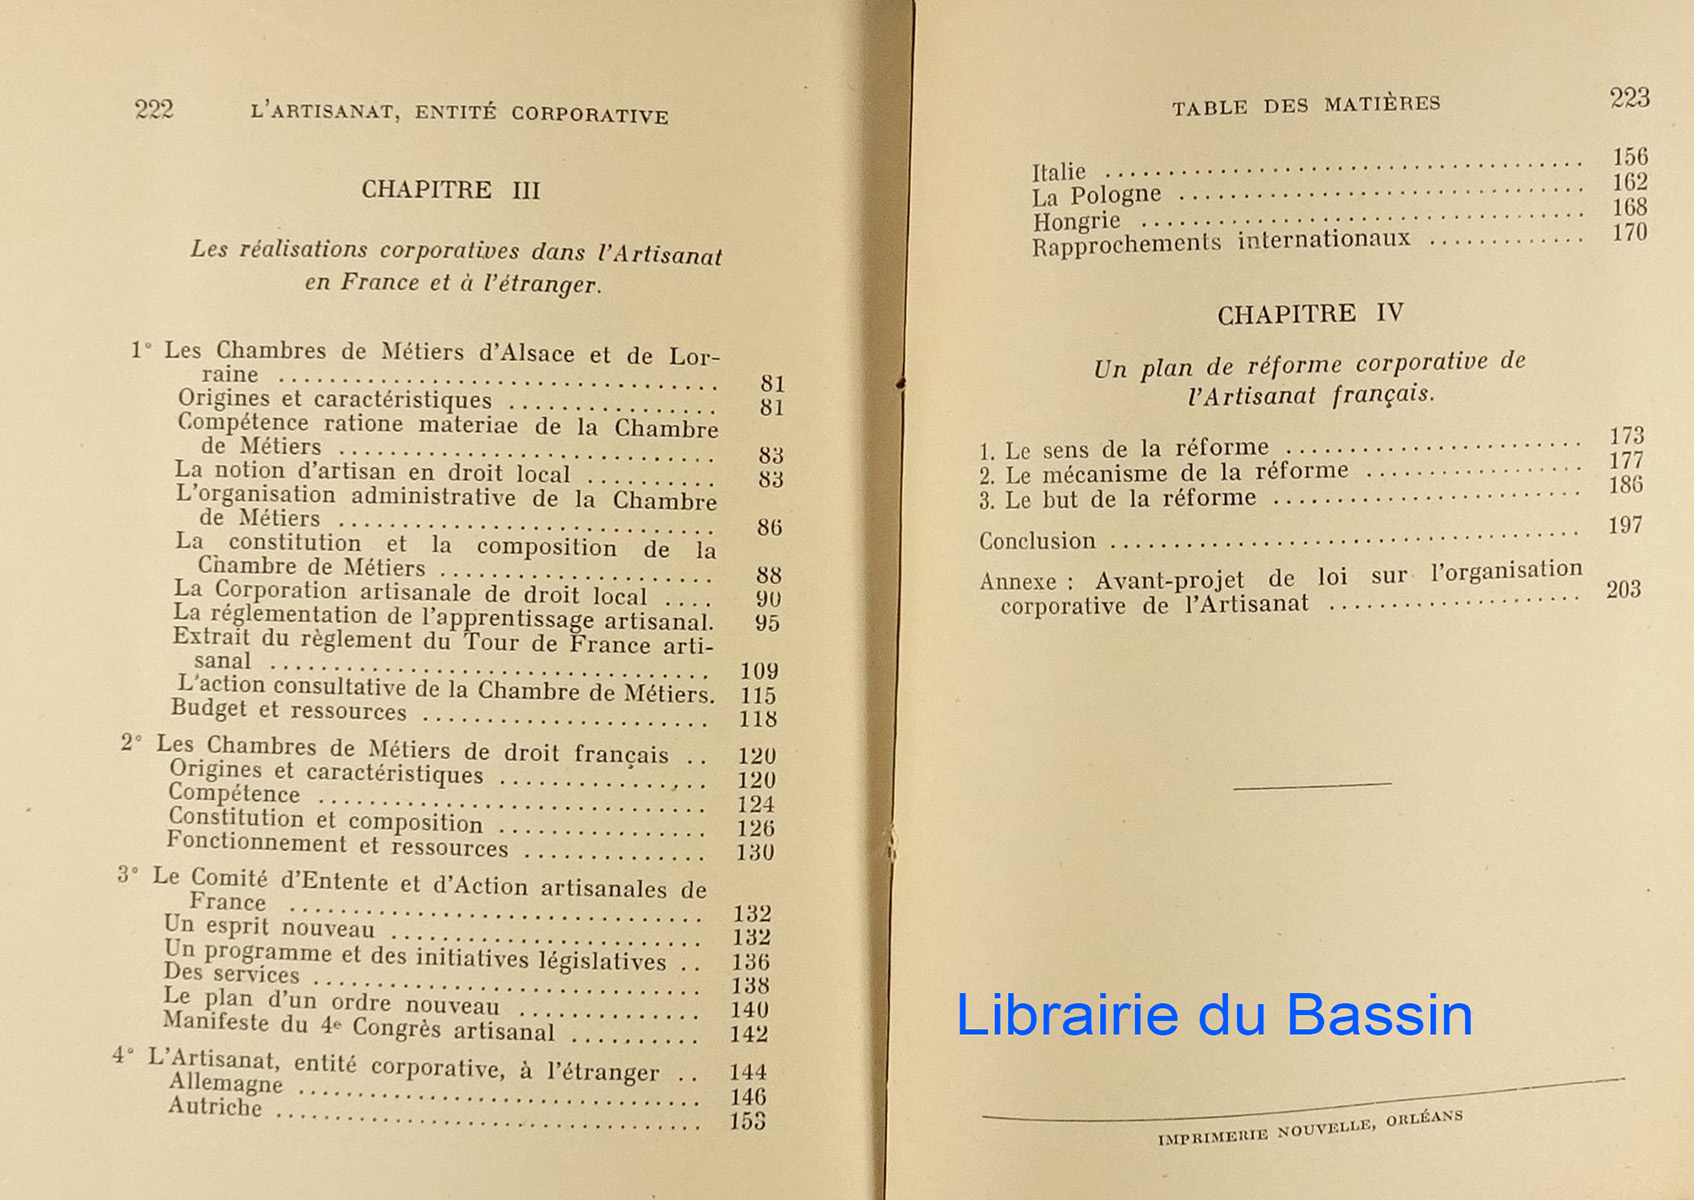 222 L'ARTISANAT, ENTITÉ CORPORATIVE
CHAPITRE III
Les réalisations corporatives dans l'Artisanat
en France et à l'étranger.
1° Les Chambres de Métiers d'Alsace et de Lor-
raine ........ 81
Origines et caractéristiques ........ 81
Compétence ratione materiae de la Chambre
de Métiers ........ 83
La notion d'artisan en droit local ........ 83
L'organisation administrative de la Chambre
de Métiers ........ 86
La constitution et la composition de la
Chambre de Métiers ........ 88
La Corporation artisanale de droit local .... 90
La réglementation de l'apprentissage artisanal. 95
Extrait du règlement du Tour de France arti-
sanal ........ 109
L'action consultative de la Chambre de Métiers. 115
Budget et ressources ........ 118
2° Les Chambres de Métiers de droit français .. 120
Origines et caractéristiques ........ 120
Compétence ........ 124
Constitution et composition ........ 126
Fonctionnement et ressources ........ 130
3° Le Comité d'Entente et d'Action artisanales de
France ........ 132
Un esprit nouveau ........ 132
Un programme et des initiatives législatives .. 136
Des services ........ 138
Le plan d'un ordre nouveau ........ 140
Manifeste du 4e Congrès artisanal ........ 142
4° L'Artisanat, entité corporative, à l'étranger .. 144
Allemagne ........ 146
Autriche ........ 153
TABLE DES MATIÈRES 223
Italie ........ 156
La Pologne ........ 162
Hongrie ........ 168
Rapprochements internationaux ........ 170
CHAPITRE IV
Un plan de réforme corporative de
l'Artisanat français.
1. Le sens de la réforme ........ 173
2. Le mécanisme de la réforme ........ 177
3. Le but de la réforme ........ 186
Conclusion ........ 197
Annexe : Avant-projet de loi sur l'organisation
corporative de l'Artisanat ........ 203
Librairie du Bassin
IMPRIMERIE NOUVELLE, ORLÉANS